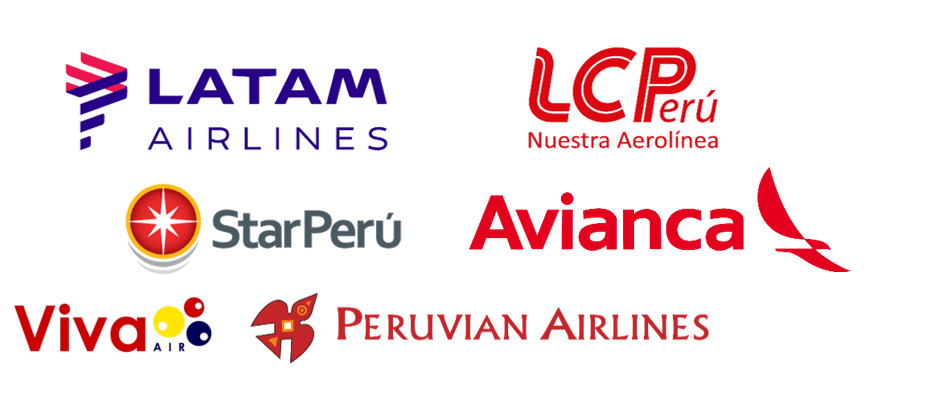 LATAM
AIRLINES
LCPerú
Nuestra Aerolínea
StarPerú
Avianca
Viva
AIR
PERUVIAN AIRLINES